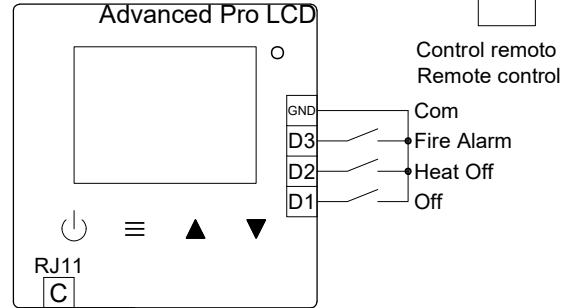 Advanced Pro LCD
Control remoto
Remote control
GND Com
D3 Fire Alarm
D2 Heat Off
D1 Off
RJ11
C